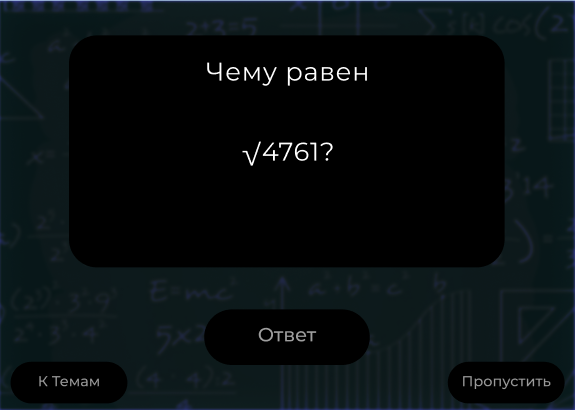 Чему равен
√4761?
Ответ
К Темам
Пропустить